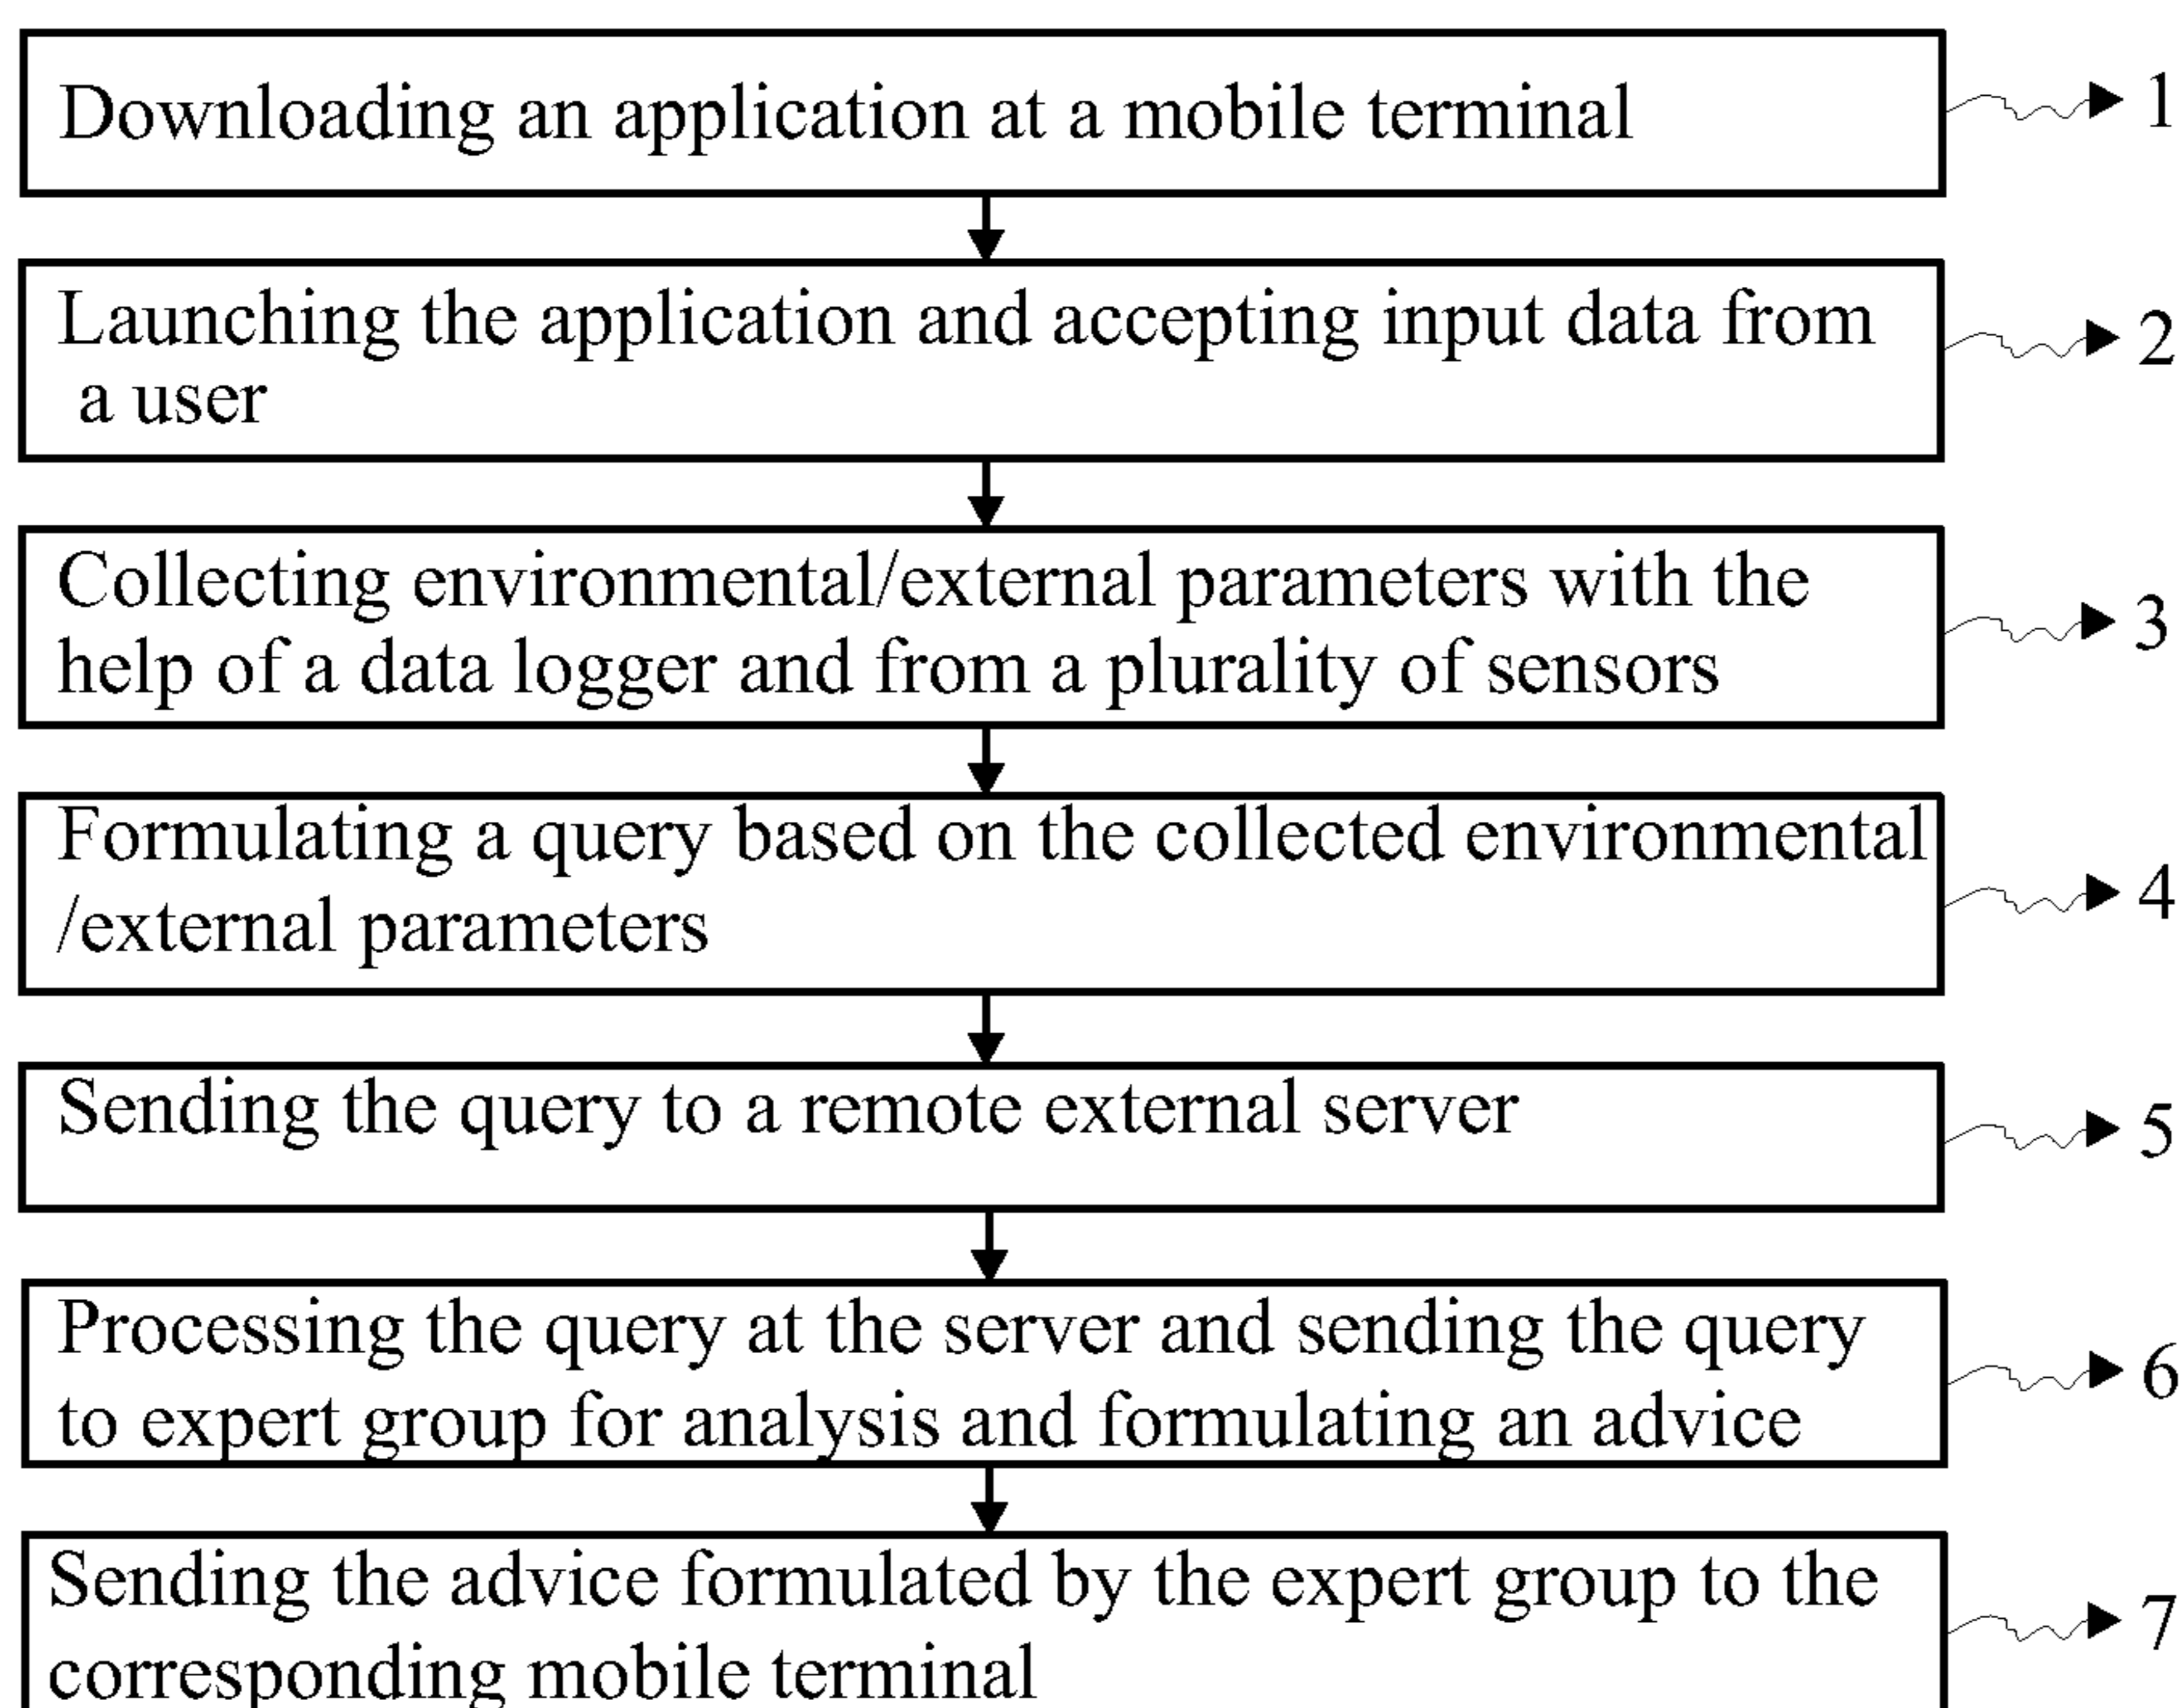 Downloading an application at a mobile terminal
1
Launching the application and accepting input data from
a user
2
Collecting environmental/external parameters with the
help of a data logger and from a plurality of sensors
3
Formulating a query based on the collected environmental
/external parameters
4
Sending the query to a remote external server
5
Processing the query at the server and sending the query
to expert group for analysis and formulating an advice
6
Sending the advice formulated by the expert group to the
corresponding mobile terminal
7